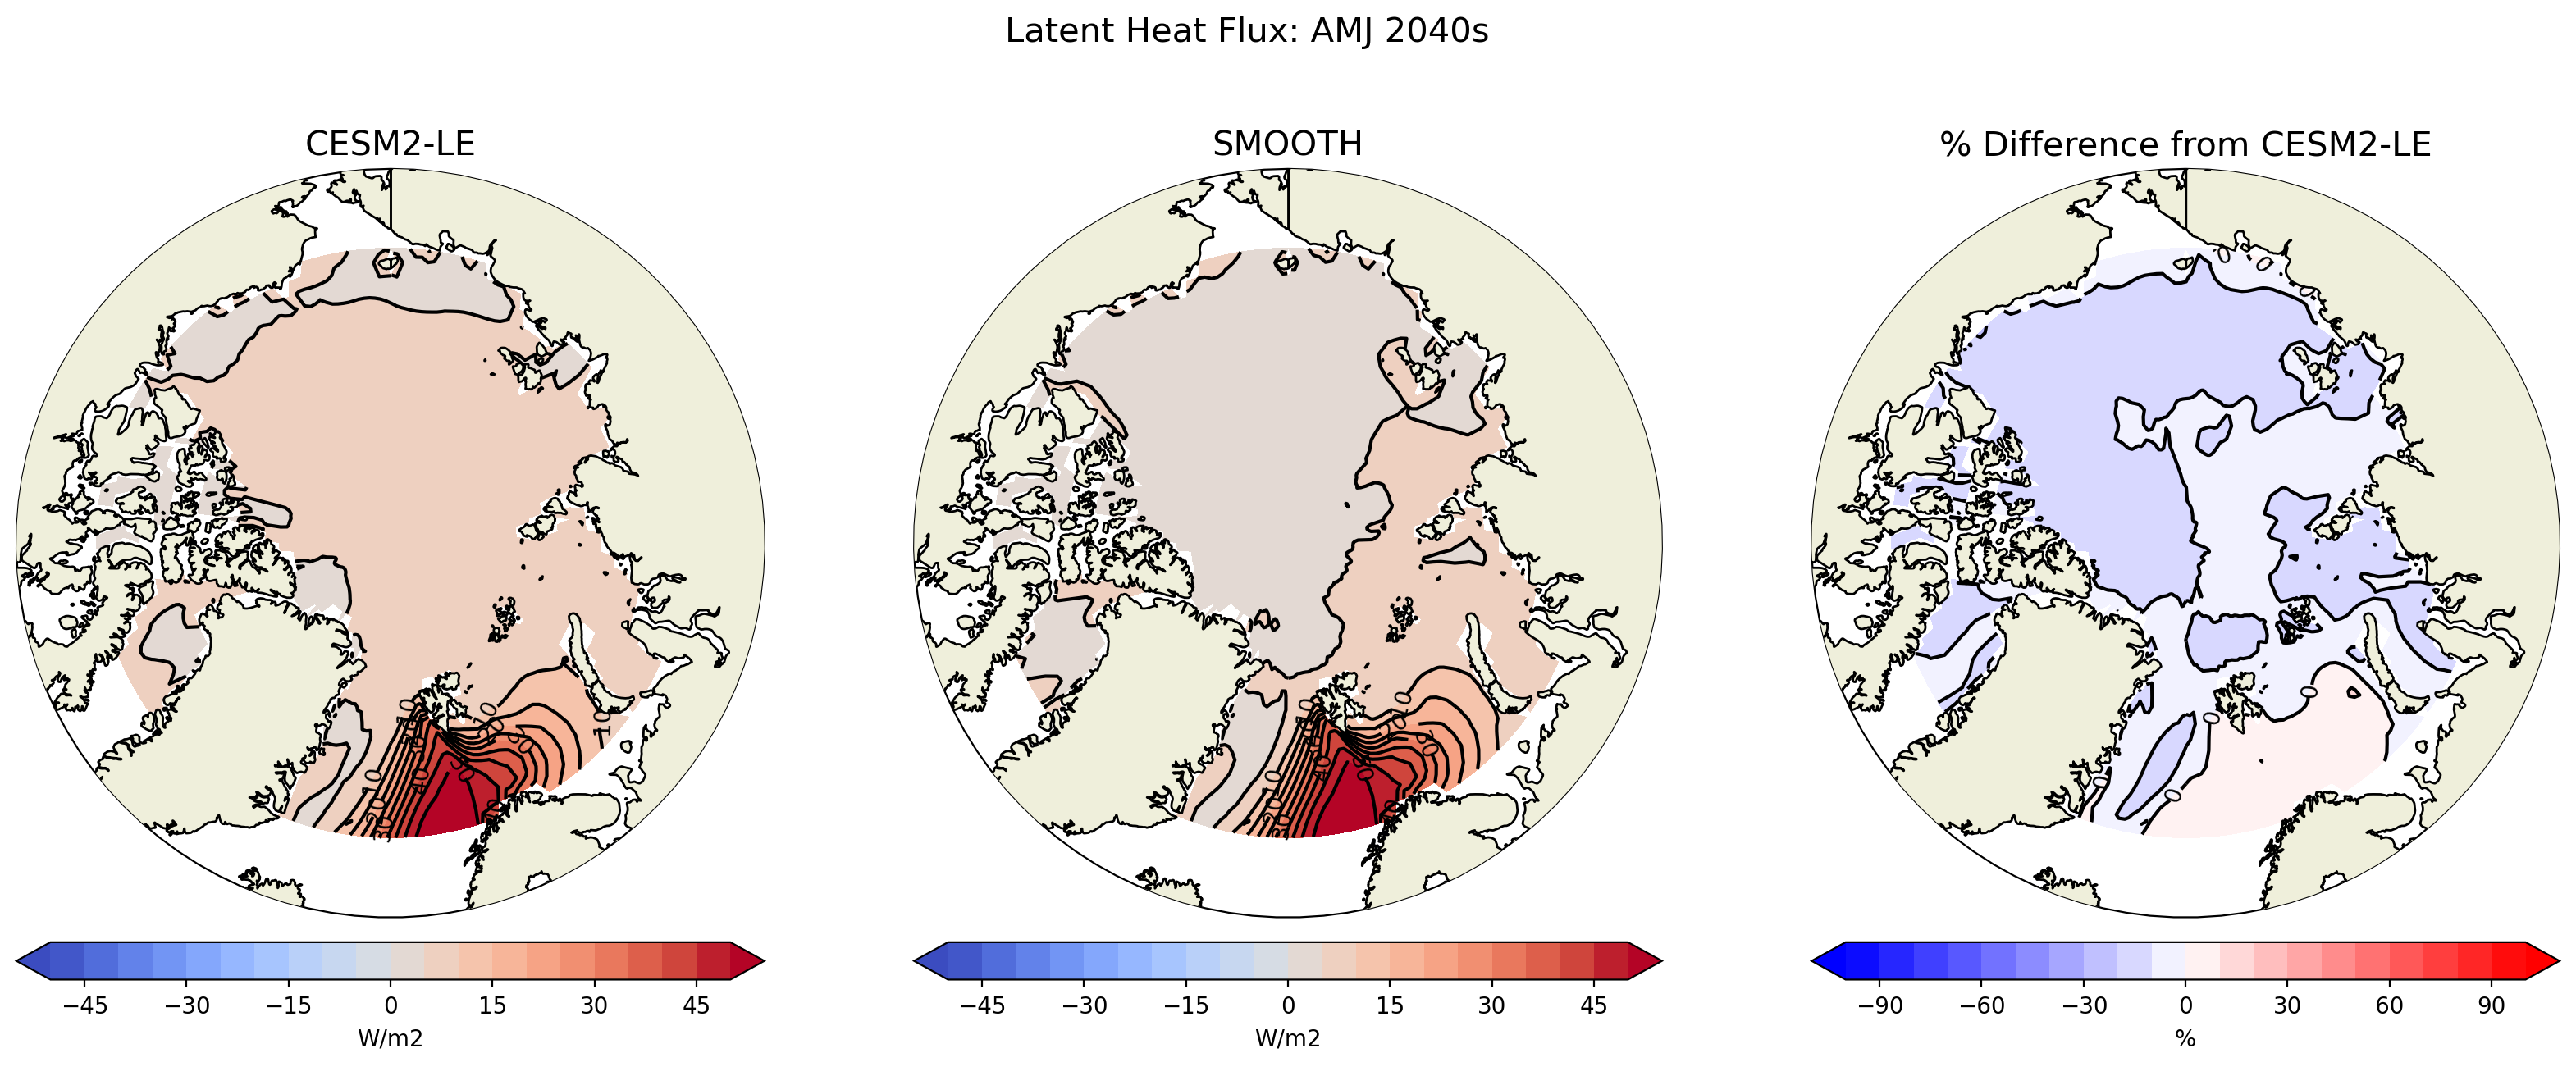 Latent Heat Flux: AMJ 2040s
CESM2-LE
SMOOTH
% Difference from CESM2-LE
−45 −30 −15 0 15 30 45
W/m2
−45 −30 −15 0 15 30 45
W/m2
−90 −60 −30 0 30 60 90
%